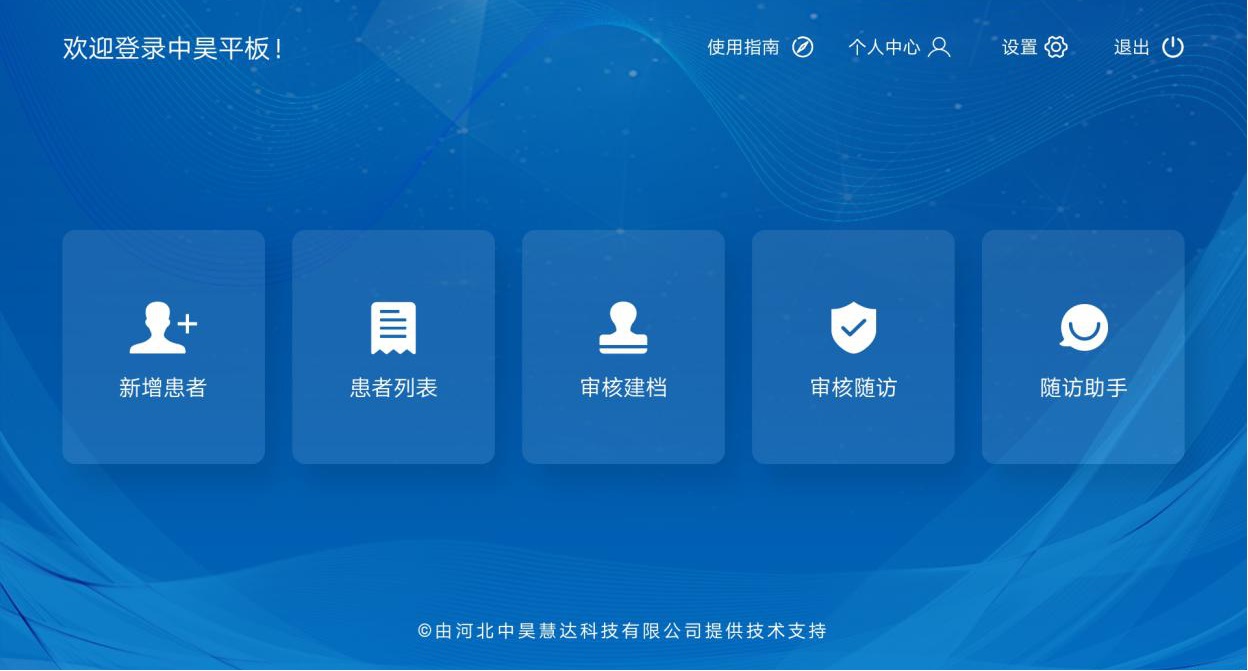 欢迎登录中昊平板！
使用指南 个人中心 设置 退出
新增患者 患者列表 审核建档 审核随访 随访助手
©由河北中昊慧达科技有限公司提供技术支持